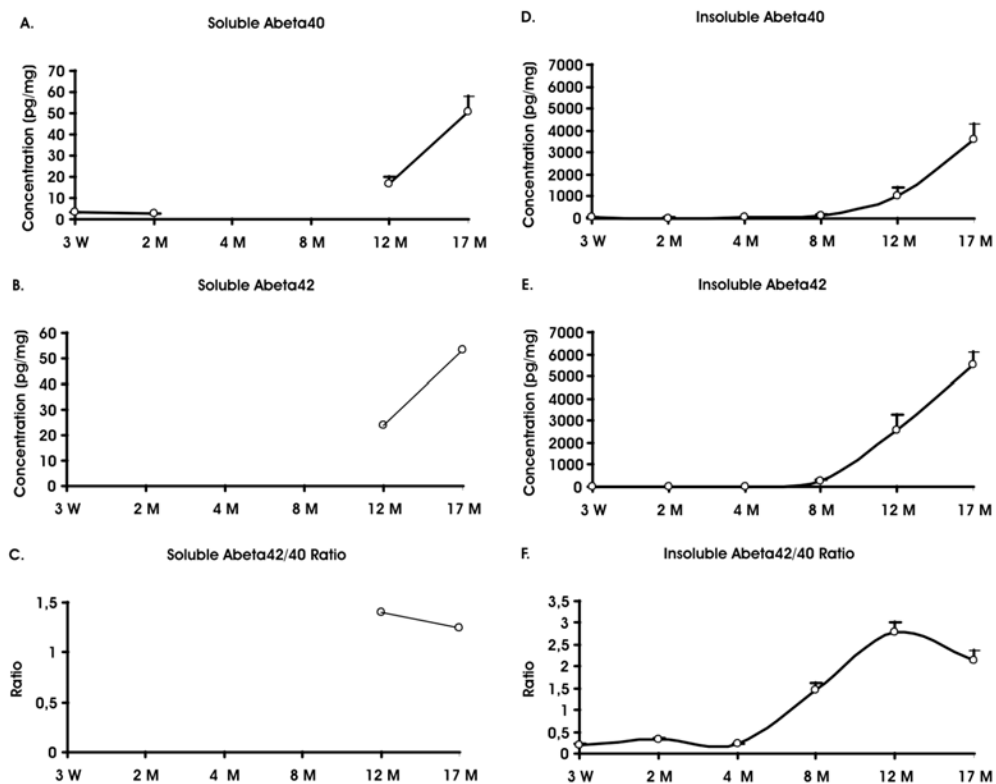 A.
Soluble Abeta40
Concentration (pg/mg)
70
60
50
40
30
20
10
0
3 W 2 M 4 M 8 M 12 M 17 M
B.
Soluble Abeta42
Concentration (pg/mg)
60
50
40
30
20
10
0
3 W 2 M 4 M 8 M 12 M 17 M
C.
Soluble Abeta42/40 Ratio
Ratio
1,5
1
0,5
0
3 W 2 M 4 M 8 M 12 M 17 M
D.
Insoluble Abeta40
Concentration (pg/mg)
7000
6000
5000
4000
3000
2000
1000
0
3 W 2 M 4 M 8 M 12 M 17 M
E.
Insoluble Abeta42
Concentration (pg/mg)
7000
6000
5000
4000
3000
2000
1000
0
3 W 2 M 4 M 8 M 12 M 17 M
F.
Insoluble Abeta42/40 Ratio
Ratio
3,5
3
2,5
2
1,5
1
0,5
0
3 W 2 M 4 M 8 M 12 M 17 M